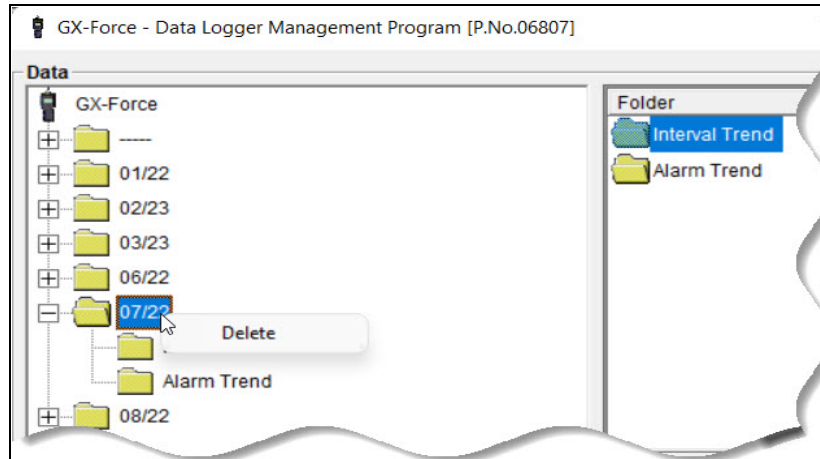 GX-Force - Data Logger Management Program [P.No.06807]
Data
GX-Force
Folder
-----
Interval Trend
01/22
Alarm Trend
02/23
03/23
06/22
07/22
Delete
Alarm Trend
08/22